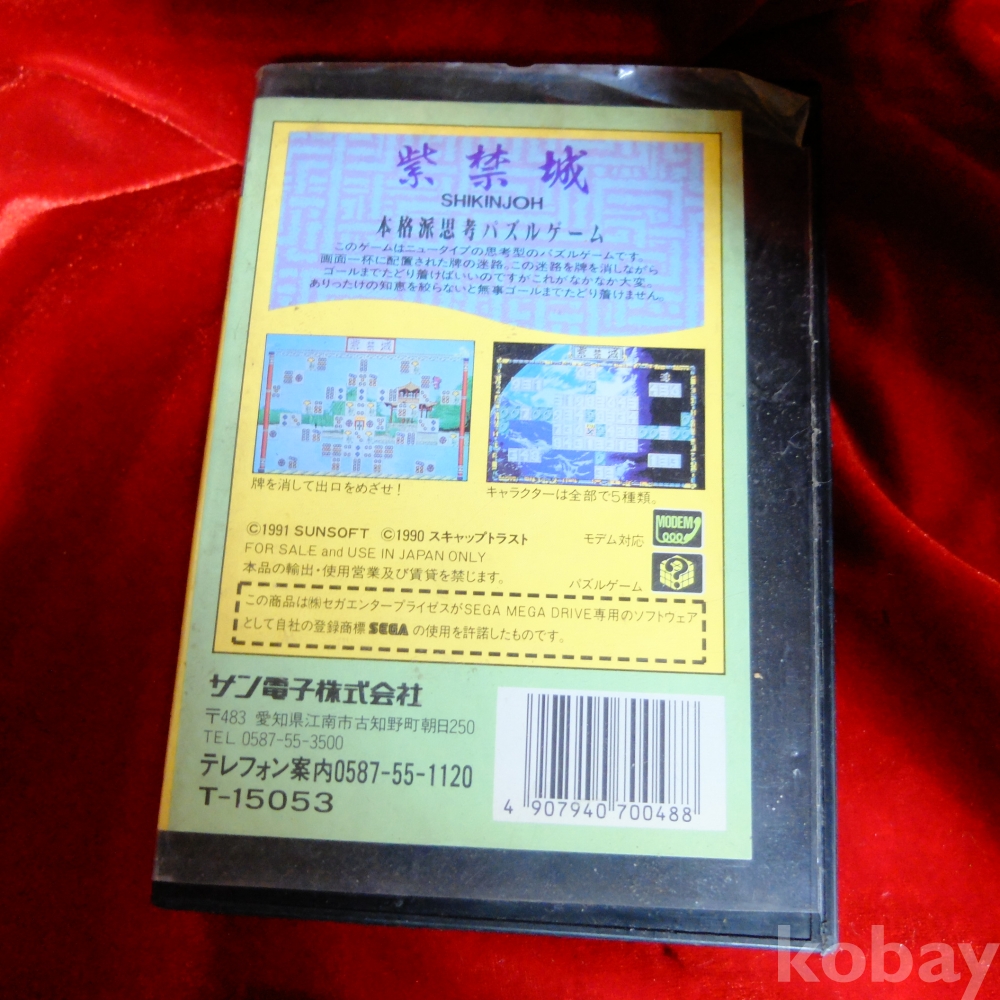 紫禁城
SHIKINJOH
本格派思考パズルゲーム
このゲームはニュータイプの思考型のパズルゲームです。
画面一杯に配置された牌の迷路。この迷路を牌を消しながら
ゴールまでたどり着けばいいのですがこれがなかなか大変。
ありったけの知恵を絞らないと無事ゴールまでたどり着けません。
紫禁城
紫禁城
牌を消して出口をめざせ!
キャラクターは全部で5種類。
©1991 SUNSOFT ©1990 スキャップトラスト
FOR SALE and USE IN JAPAN ONLY
本品の輸出・使用営業及び賃貸を禁じます。
モデム対応
MODEM
パズルゲーム
この商品は㈱セガエンタープライゼスがSEGA MEGA DRIVE専用のソフトウェア
として自社の登録商標 SEGA の使用を許諾したものです。
サン電子株式会社
〒483 愛知県江南市古知野町朝日250
TEL 0587-55-3500
テレフォン案内0587-55-1120
T-15053
4 907940 700488
kobay